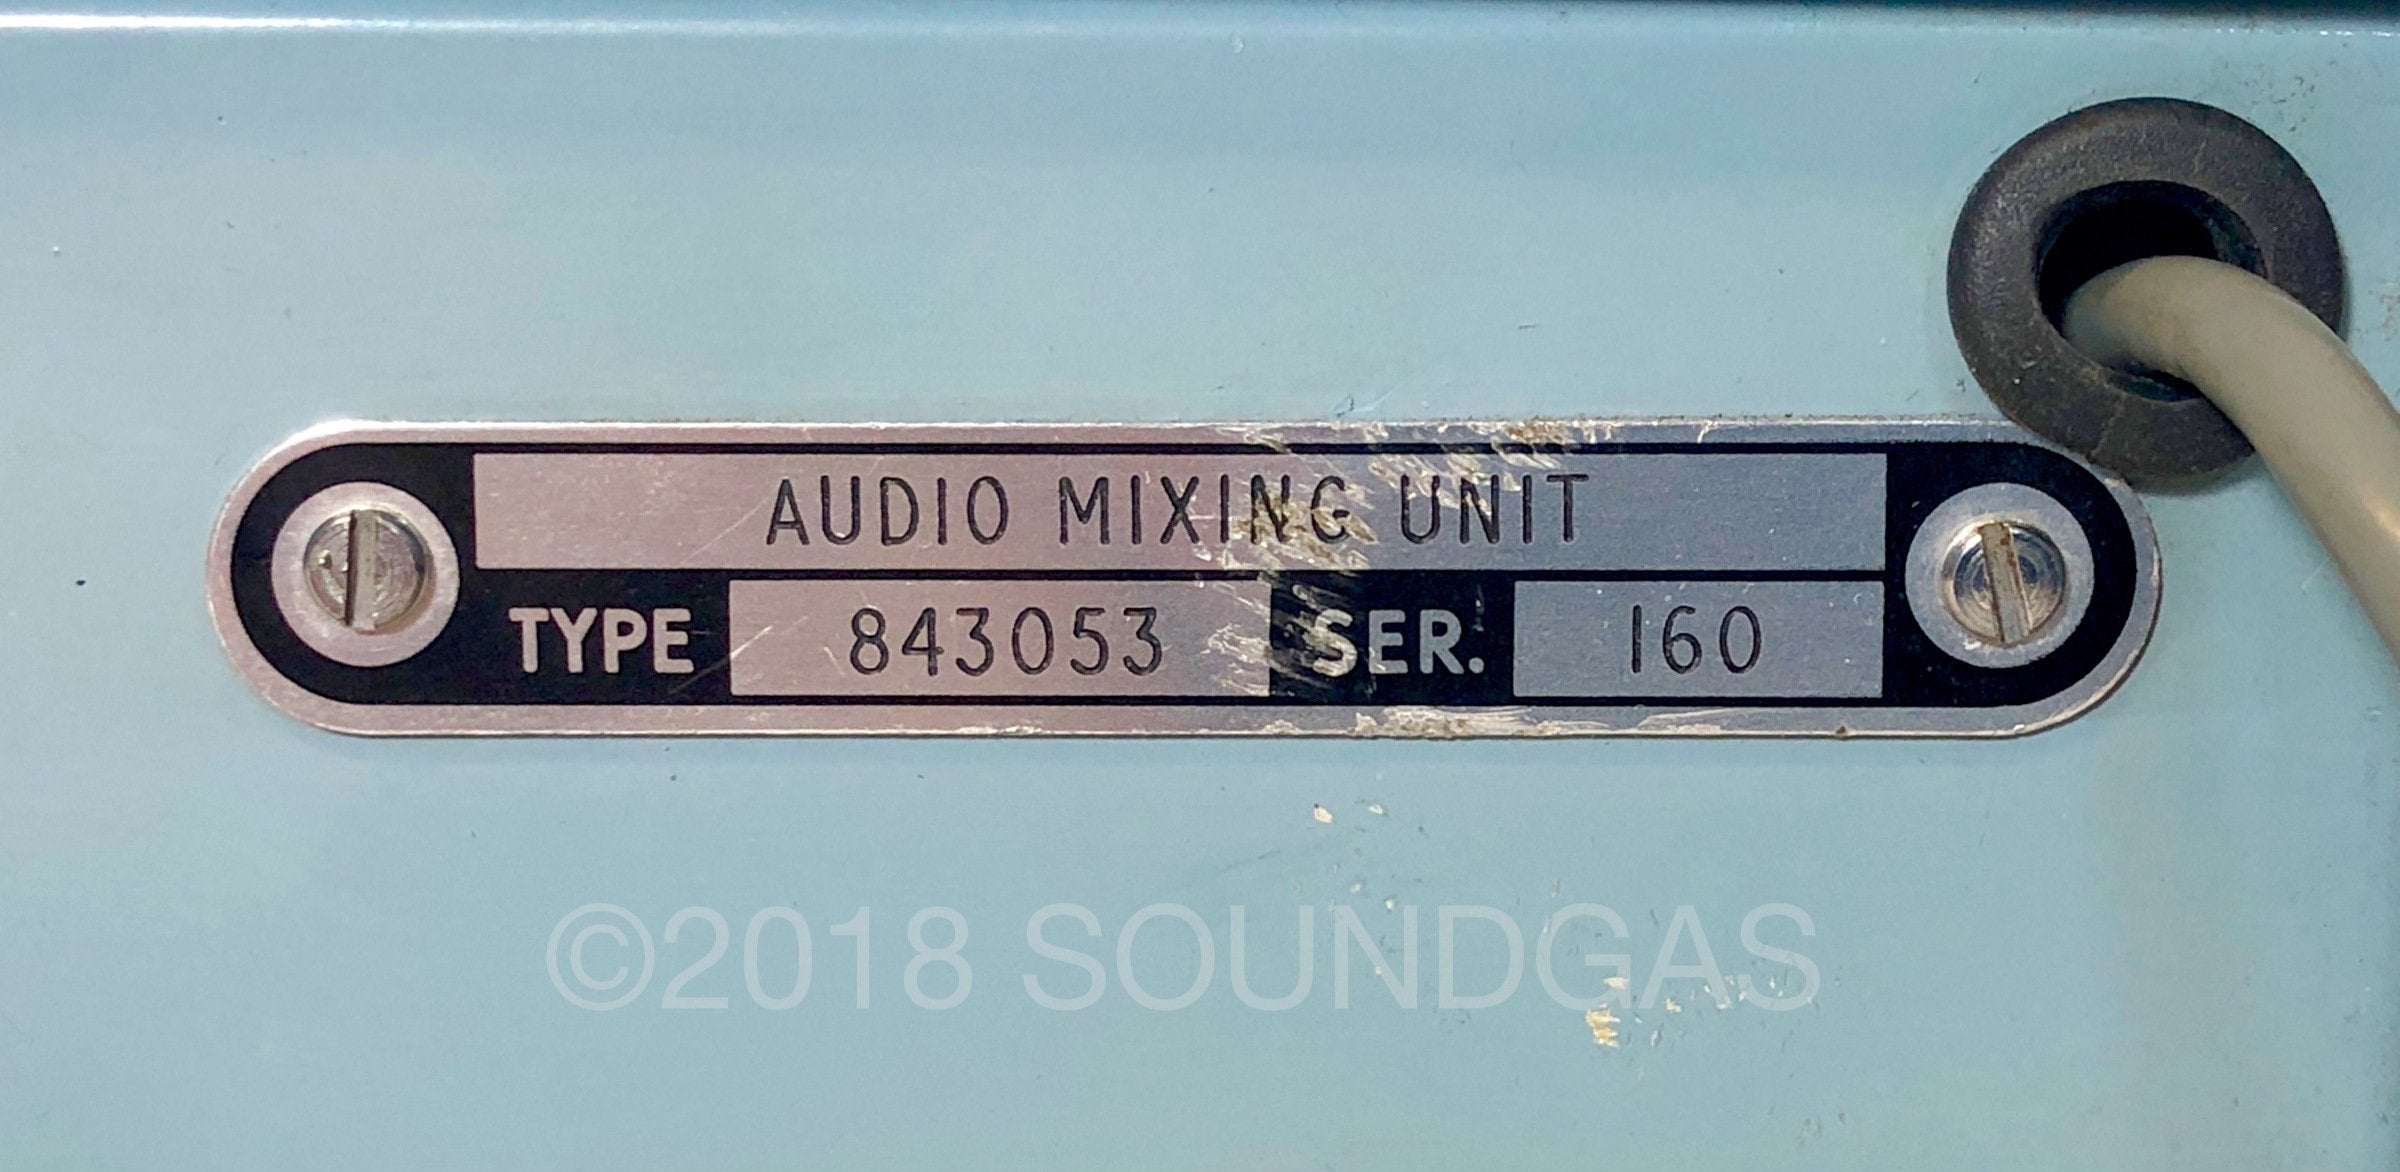 AUDIO MIXING UNIT
TYPE 843053 SER. 160
©2018 SOUNDGAS